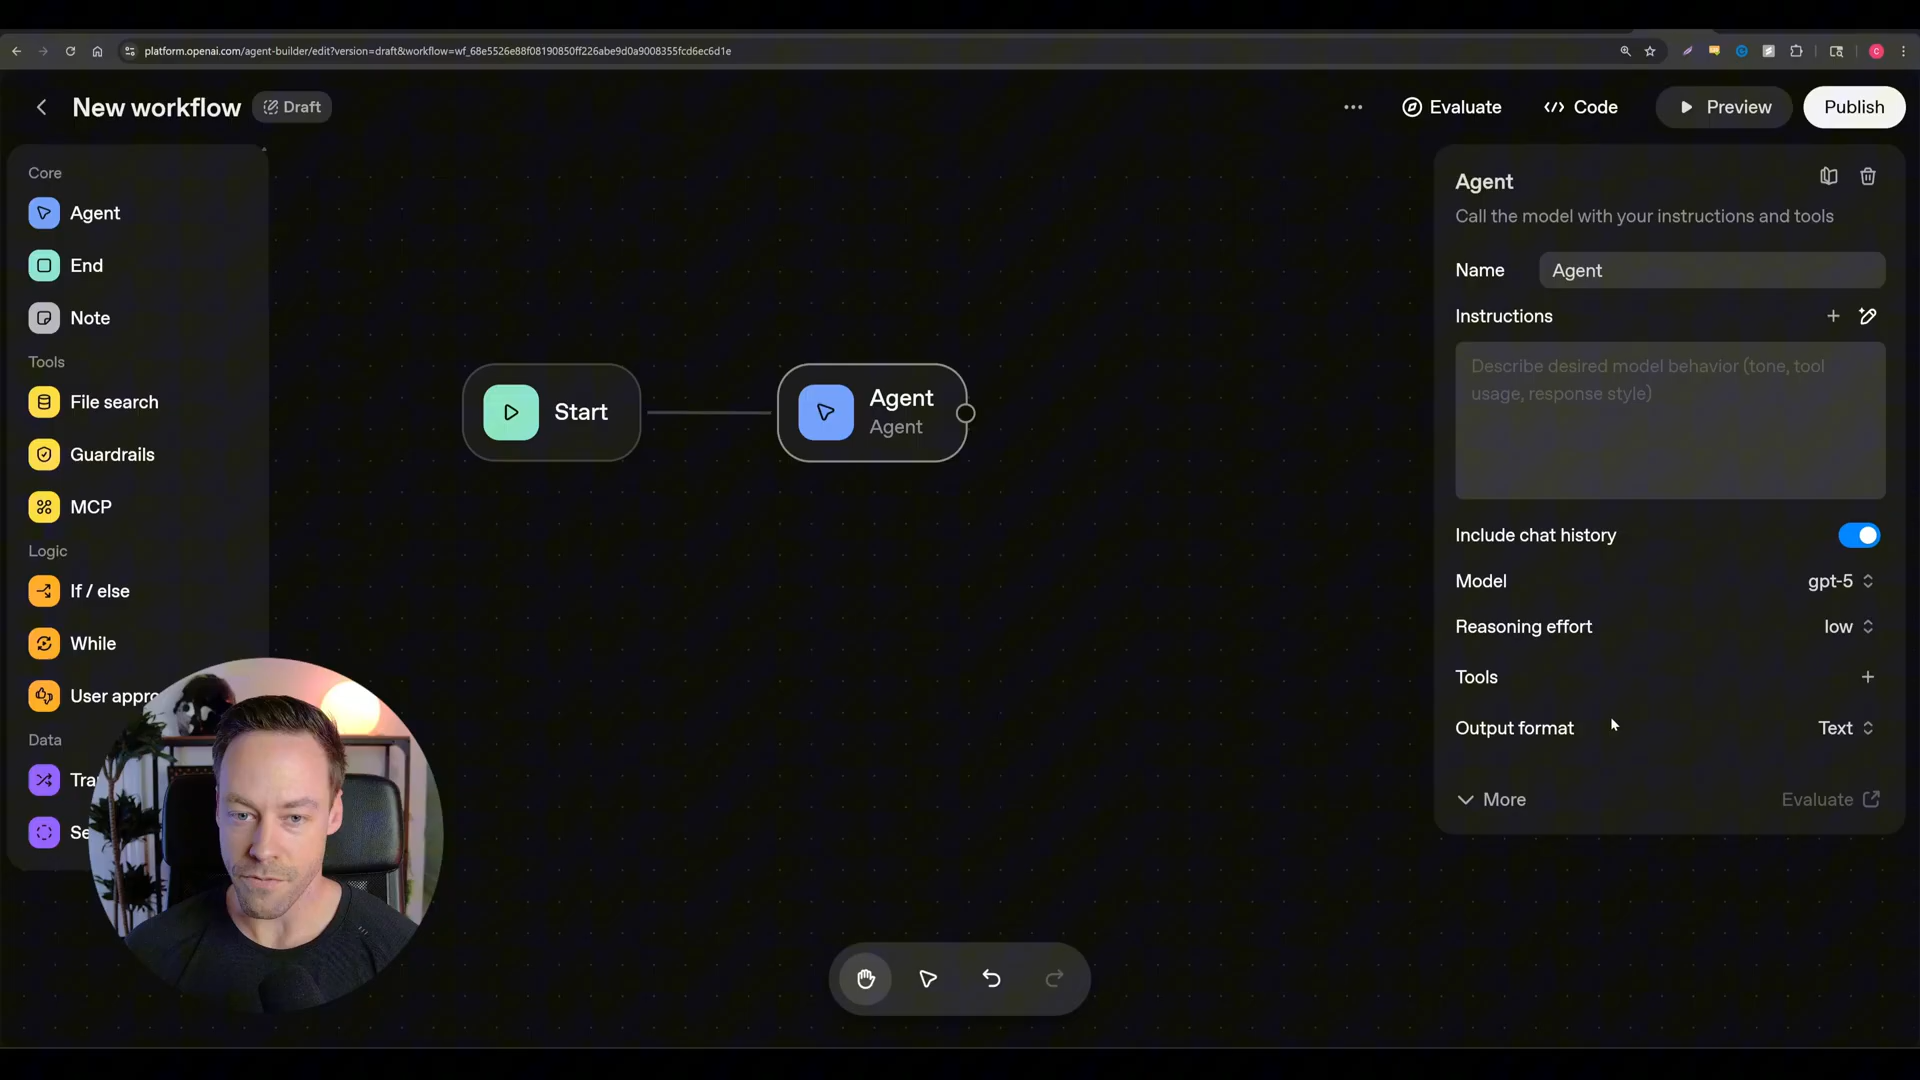 platform.openai.com/agent-builder/edit?version=draft&workflow=wf_68e5526e88f08190850ff226abe9d0a9008355fcd6ec6d1e
C
New workflow
Draft
Evaluate
Code
Preview
Publish
Core
Agent
End
Note
Tools
File search
Guardrails
MCP
Logic
If / else
While
User appro
Data
Tra
Se
Start
Agent
Agent
Agent
Call the model with your instructions and tools
Name
Agent
Instructions
Describe desired model behavior (tone, tool
usage, response style)
Include chat history
Model
gpt-5
Reasoning effort
low
Tools
Output format
Text
More
Evaluate